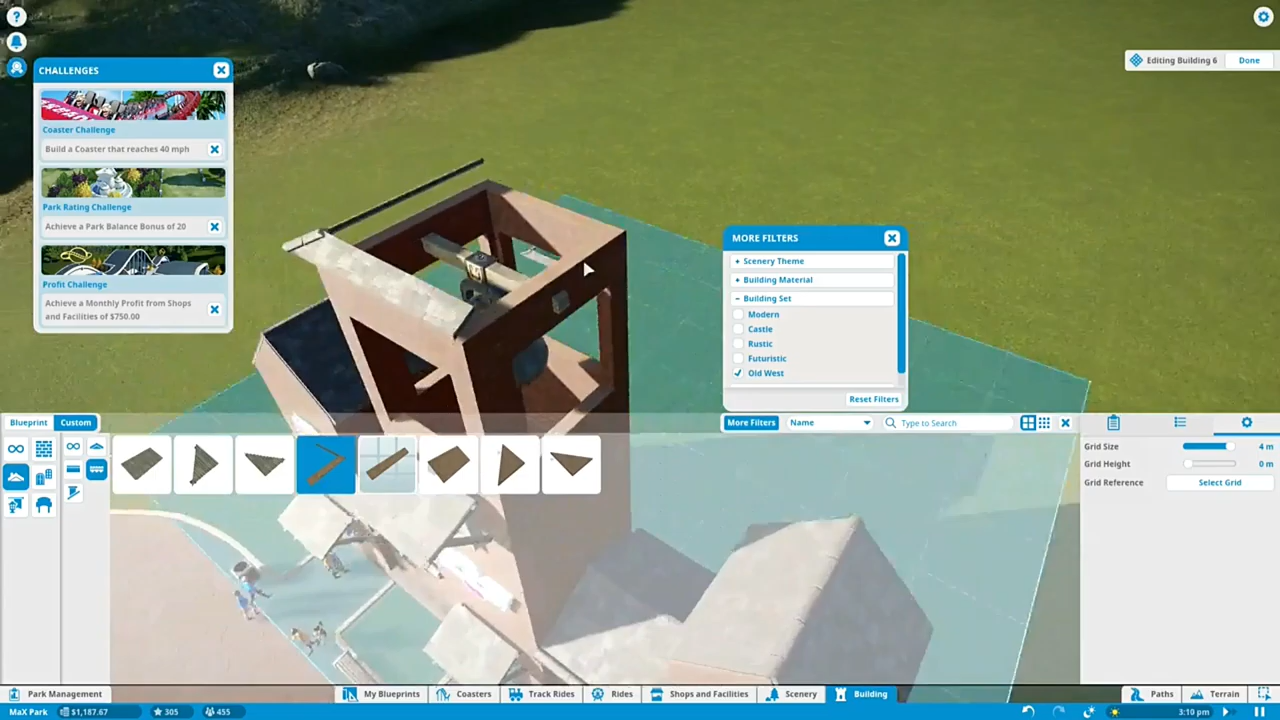 ?
CHALLENGES
Coaster Challenge
Build a Coaster that reaches 40 mph
Park Rating Challenge
Achieve a Park Balance Bonus of 20
Profit Challenge
Achieve a Monthly Profit from Shops
and Facilities of $750.00
Editing Building 6 Done
MORE FILTERS
+ Scenery Theme
+ Building Material
- Building Set
Modern
Castle
Rustic
Futuristic
Old West
Reset Filters
Blueprint Custom
More Filters Name Type to Search
Grid Size 4 m
Grid Height 0 m
Grid Reference Select Grid
Park Management My Blueprints Coasters Track Rides Rides Shops and Facilities Scenery Building Paths Terrain
MaX Park $1,187.67 305 455 3:10 pm